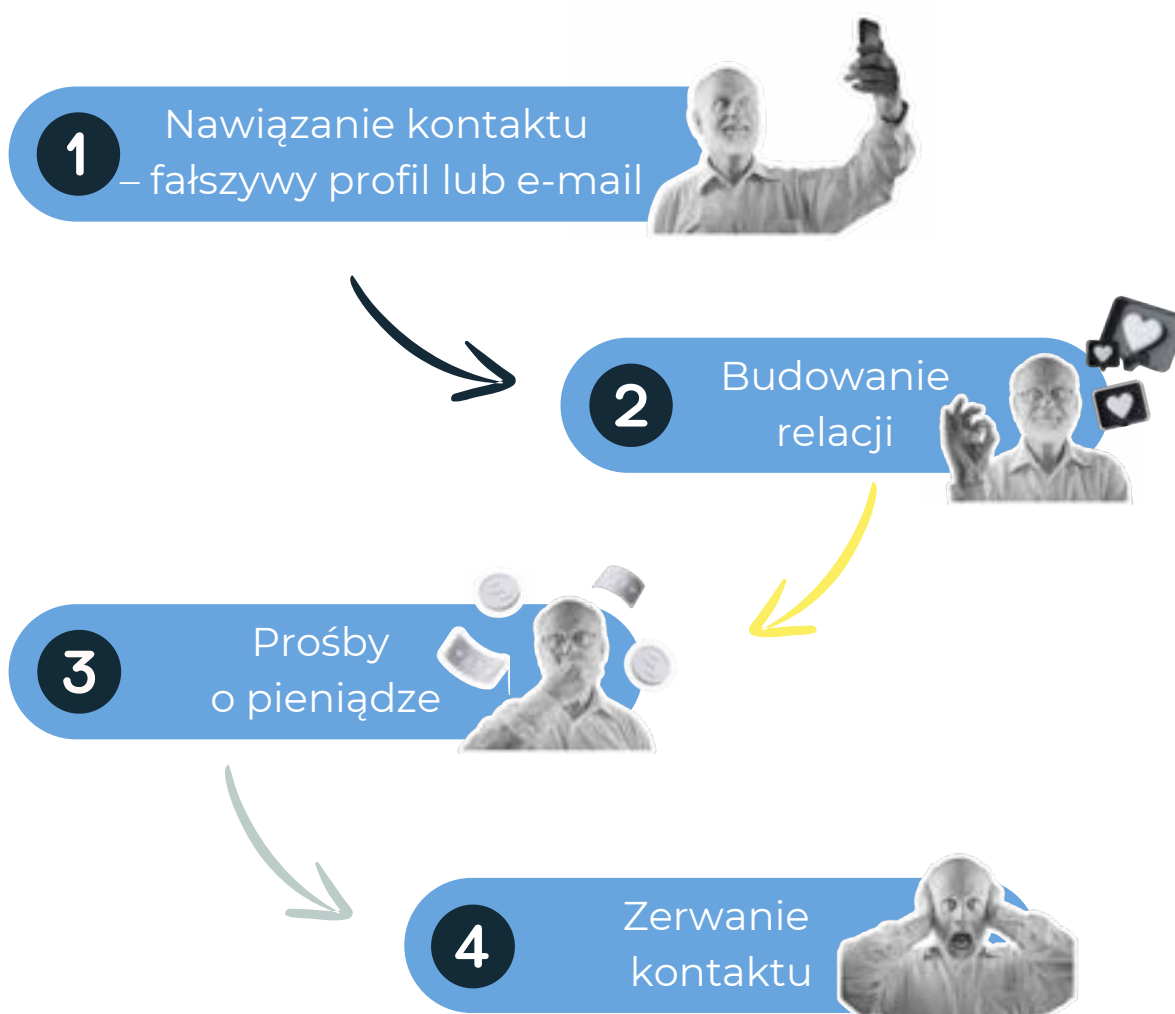 1
Nawiązanie kontaktu
– fałszywy profil lub e-mail
2
Budowanie
relacji
3
Prośby
o pieniądze
4
Zerwanie
kontaktu